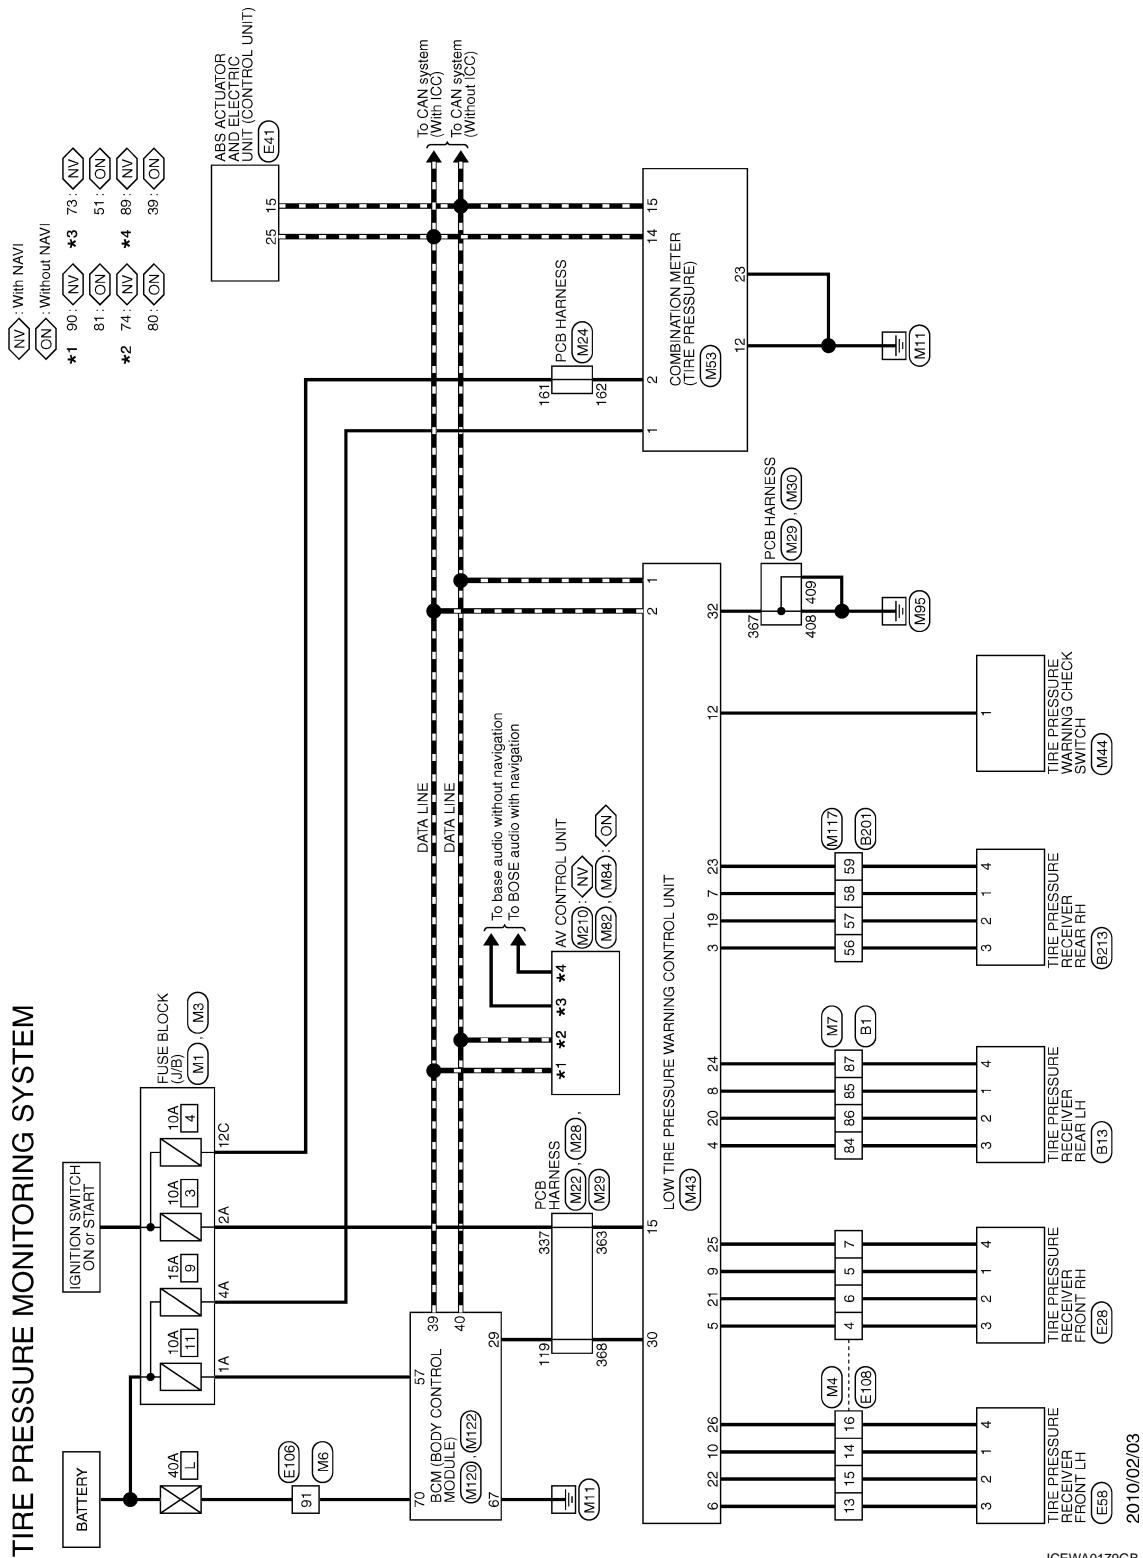 TIRE PRESSURE MONITORING SYSTEM
BATTERY
IGNITION SWITCH
ON or START
NV : With NAVI
ON : Without NAVI
*1 90 : NV
81 : ON
*2 74 : NV
80 : ON
*3 73 : NV
51 : ON
*4 89 : NV
39 : ON
40A
L
10A
11
15A
9
10A
3
10A
4
FUSE BLOCK
(J/B)
M1 , M3
1A
4A
2A
12C
E106
91
M6
ABS ACTUATOR
AND ELECTRIC
UNIT (CONTROL UNIT)
E41
25
15
70
57
39
40
BCM (BODY CONTROL
MODULE)
M120 , M122
67
29
M11
DATA LINE
DATA LINE
To CAN system
(With ICC)
To CAN system
(Without ICC)
To base audio without navigation
To BOSE audio with navigation
*1
*2
*3
*4
AV CONTROL UNIT
M210 : NV
M82 , M84 : ON
119
337
PCB
HARNESS
M22 , M28 ,
M29
368
363
161
PCB HARNESS
M24
162
30
15
2
1
LOW TIRE PRESSURE WARNING CONTROL UNIT
M43
1
2
14
15
COMBINATION METER
(TIRE PRESSURE)
M53
12
23
M11
6
22
10
26
5
21
9
25
4
20
8
24
3
19
7
23
12
32
367
PCB HARNESS
M29 , M30
408
409
M95
13
15
14
16
M4
E108
4
6
5
7
84
86
85
87
M7
B1
56
57
58
59
M117
B201
3
2
1
4
TIRE PRESSURE
RECEIVER
FRONT LH
E58
3
2
1
4
TIRE PRESSURE
RECEIVER
FRONT RH
E28
3
2
1
4
TIRE PRESSURE
RECEIVER
REAR LH
B13
3
2
1
4
TIRE PRESSURE
RECEIVER
REAR RH
B213
1
TIRE PRESSURE
WARNING CHECK
SWITCH
M44
2010/02/03